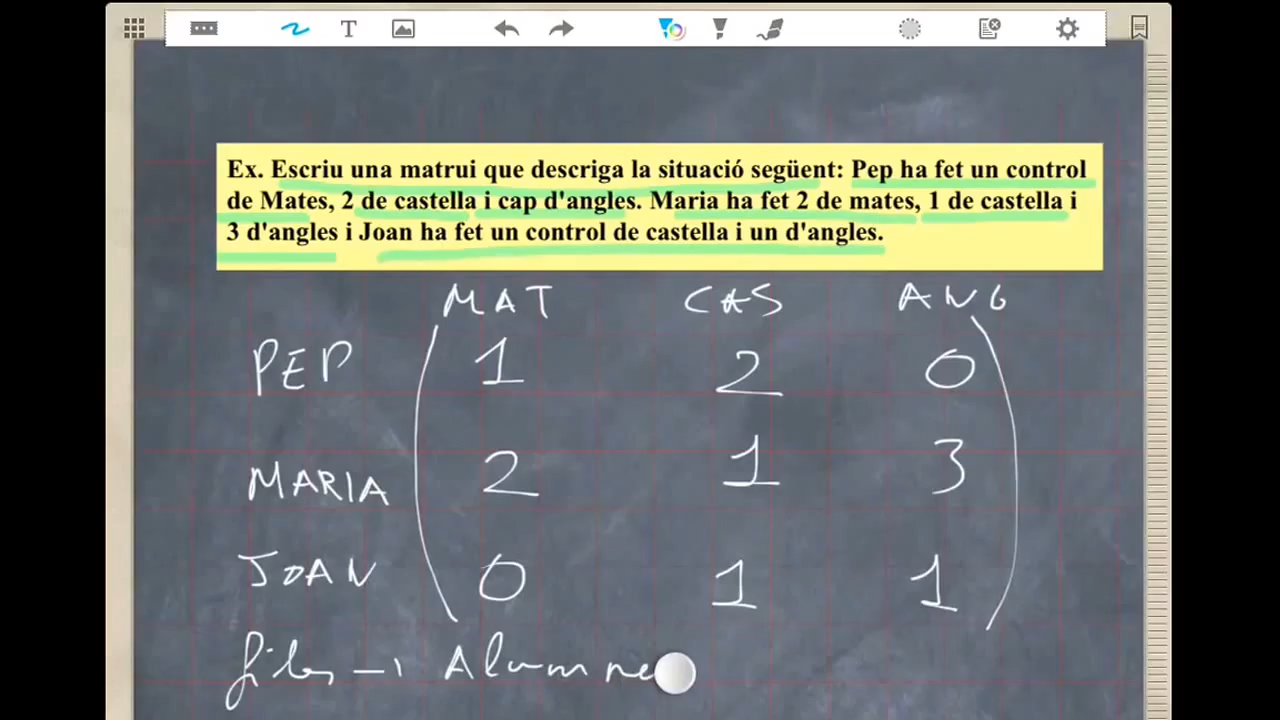 Ex. Escriu una matrui que descriga la situació següent: Pep ha fet un control
de Mates, 2 de castella i cap d'angles. Maria ha fet 2 de mates, 1 de castella i
3 d'angles i Joan ha fet un control de castella i un d'angles.
MAT CAS ANG
PEP 1 2 0
MARIA 2 1 3
JOAN 0 1 1
files → Alumne